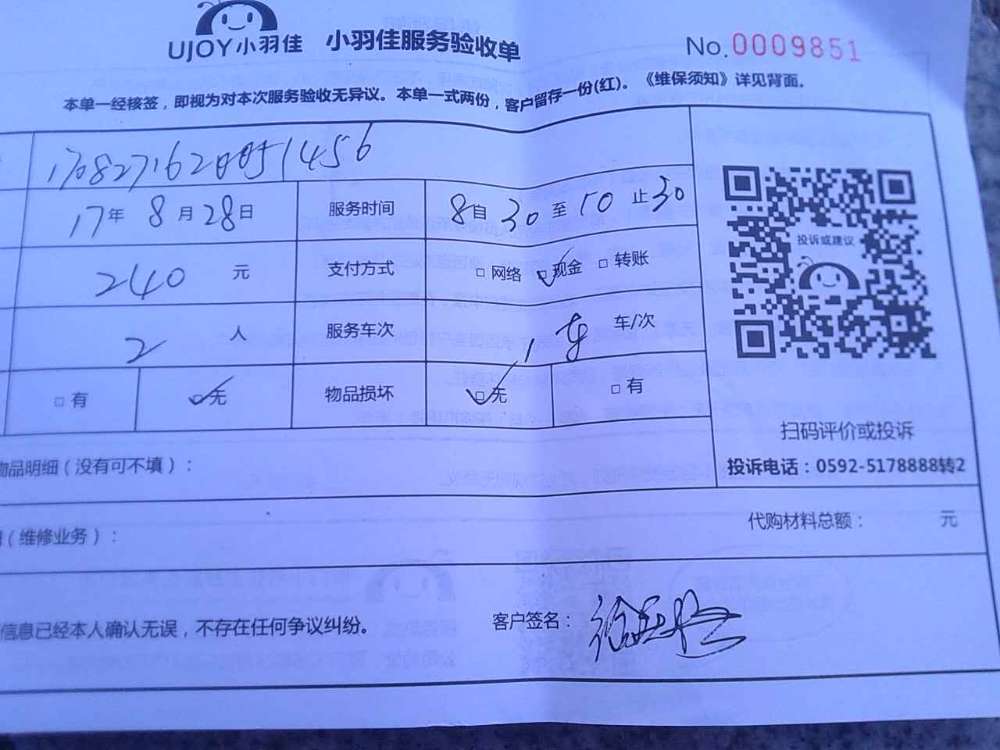 UJOY小羽佳 小羽佳服务验收单 No.0009851
本单一经核签，即视为对本次服务验收无异议。本单一式两份，客户留存一份(红)。《维保须知》详见背面。
17年8月28日 服务时间 8自30至10止30
投诉或建议
240元 支付方式 □网络 ☑现金 □转账
2人 服务车次 1 车/次
□有 ☑无 物品损坏 ☑无 □有
扫码评价或投诉
物品明细（没有可不填）：
投诉电话：0592-5178888转2
（维修业务）：
代购材料总额： 元
信息已经本人确认无误，不存在任何争议纠纷。 客户签名：